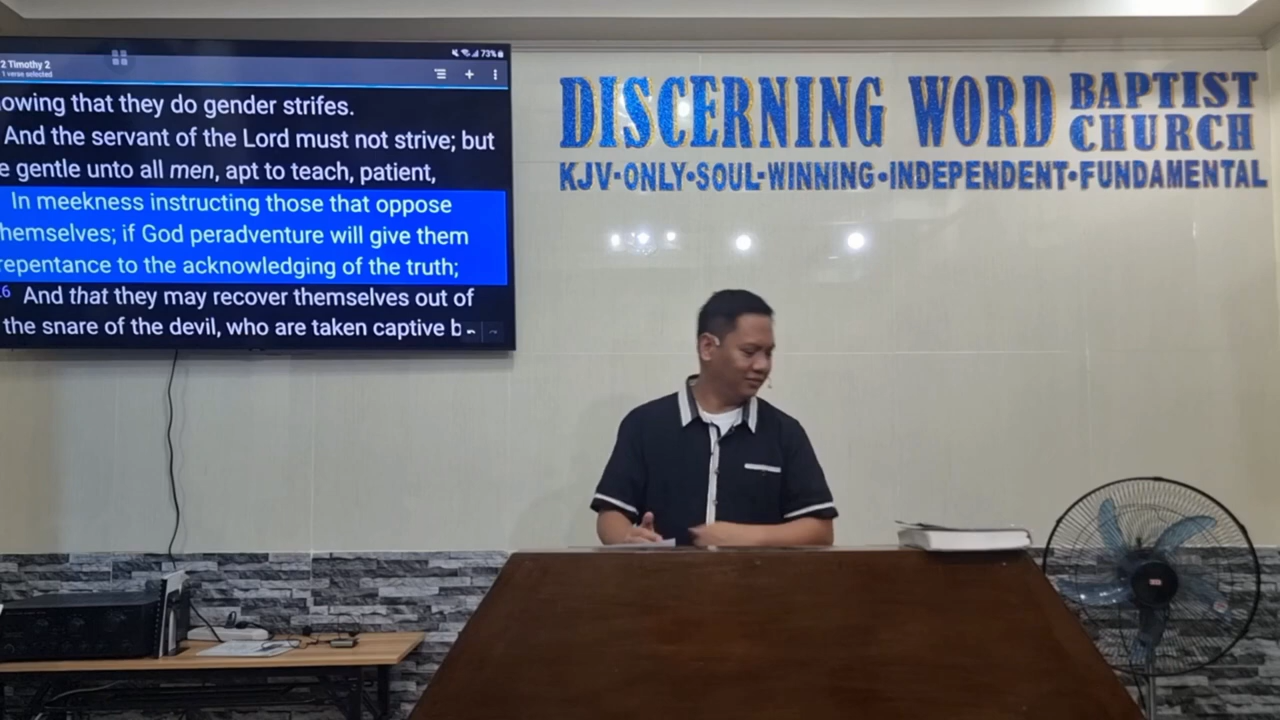 2 Timothy 2
1 verse selected
73%
owing that they do gender strifes.
And the servant of the Lord must not strive; but
e gentle unto all men, apt to teach, patient,
In meekness instructing those that oppose
hemselves; if God peradventure will give them
repentance to the acknowledging of the truth;
6 And that they may recover themselves out of
the snare of the devil, who are taken captive b
DISCERNING WORD BAPTIST CHURCH
KJV-ONLY•SOUL-WINNING•INDEPENDENT•FUNDAMENTAL